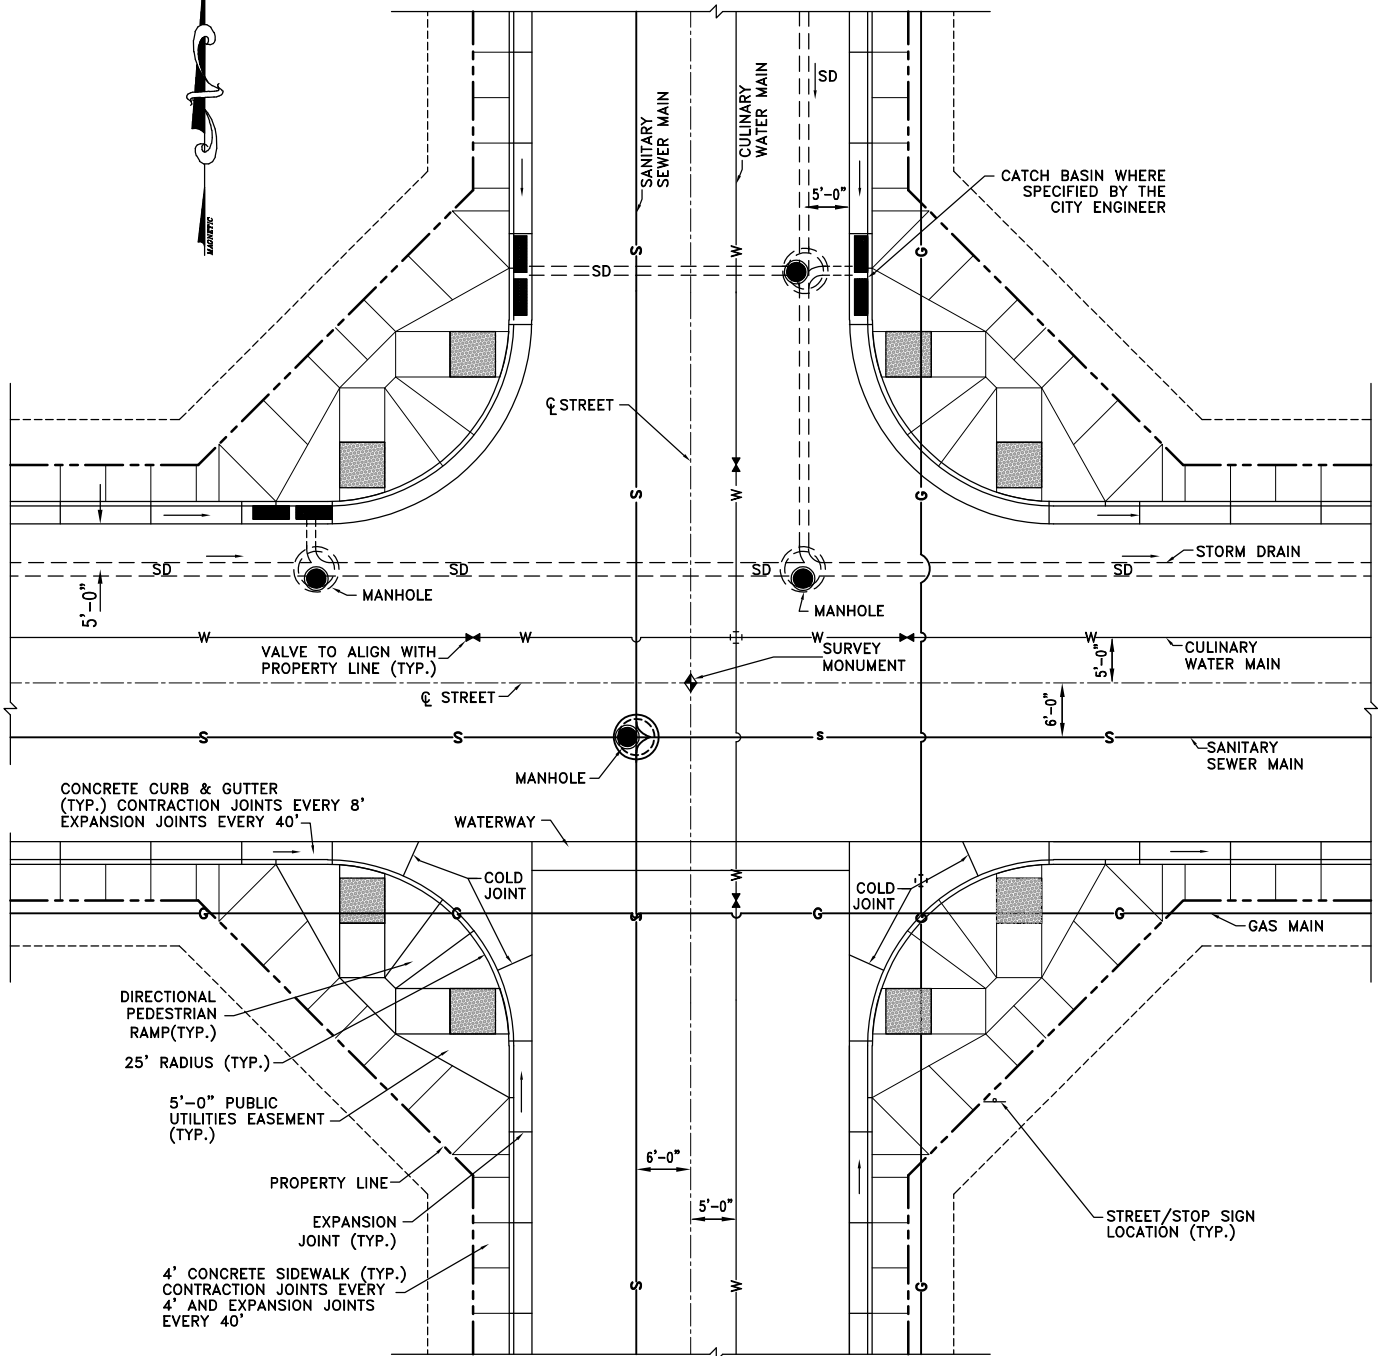 SD
SANITARY
SEWER MAIN
CULINARY
WATER MAIN
CATCH BASIN WHERE
SPECIFIED BY THE
CITY ENGINEER
5'-0"
MAGNETIC
S
W
G
SD
℄ STREET
S
W
G
STORM DRAIN
SD
SD
SD
SD
MANHOLE
MANHOLE
5'-0"
W
W
W
W
VALVE TO ALIGN WITH
PROPERTY LINE (TYP.)
SURVEY
MONUMENT
5'-0"
CULINARY
WATER MAIN
℄ STREET
6'-0"
S
S
S
S
SANITARY
SEWER MAIN
MANHOLE
CONCRETE CURB & GUTTER
(TYP.) CONTRACTION JOINTS EVERY 8'
EXPANSION JOINTS EVERY 40'
WATERWAY
COLD
JOINT
W
COLD
JOINT
G
G
S
G
G
G
GAS MAIN
DIRECTIONAL
PEDESTRIAN
RAMP(TYP.)
25' RADIUS (TYP.)
5'-0" PUBLIC
UTILITIES EASEMENT
(TYP.)
6'-0"
PROPERTY LINE
5'-0"
EXPANSION
JOINT (TYP.)
STREET/STOP SIGN
LOCATION (TYP.)
4' CONCRETE SIDEWALK (TYP.)
CONTRACTION JOINTS EVERY
4' AND EXPANSION JOINTS
EVERY 40'
S
W
G